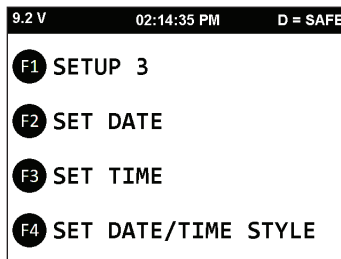 9.2 V 02:14:35 PM D = SAFE
F1 SETUP 3
F2 SET DATE
F3 SET TIME
F4 SET DATE/TIME STYLE